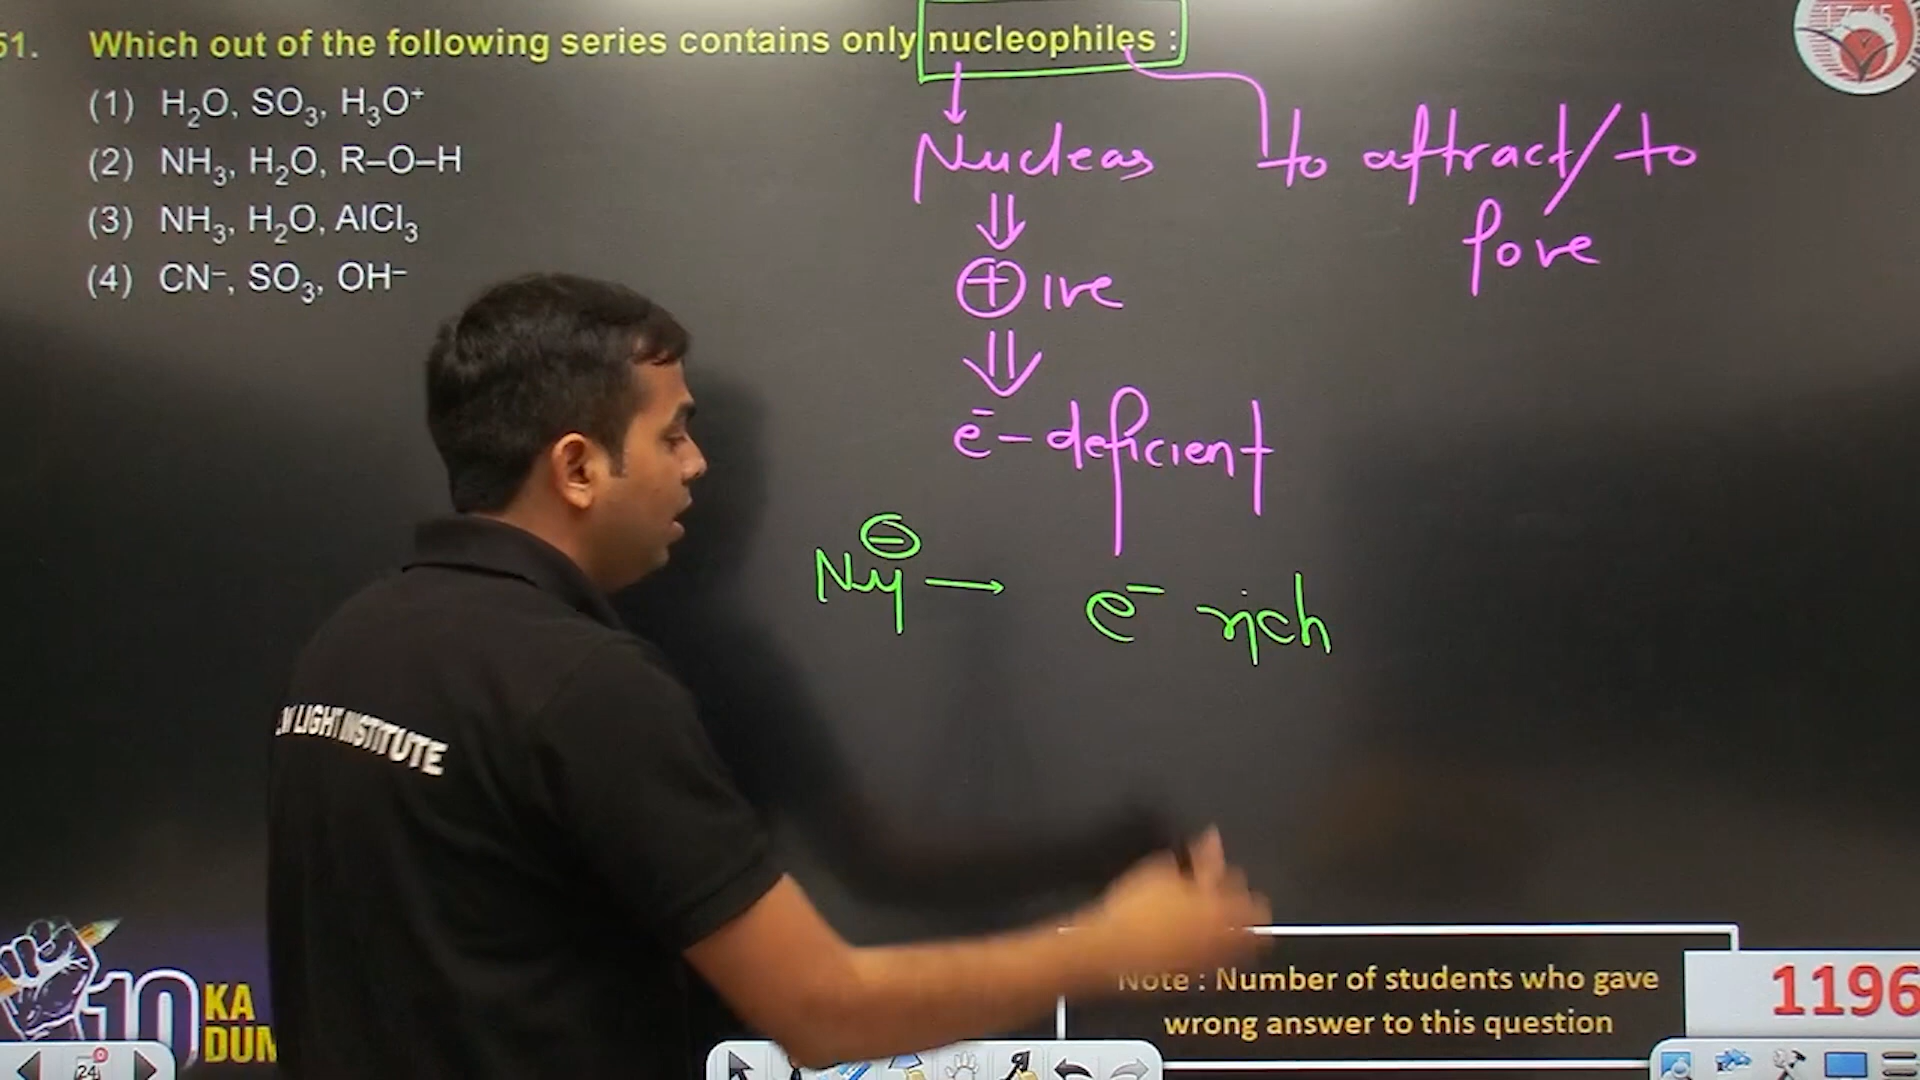 51. Which out of the following series contains only nucleophiles :
(1) H₂O, SO₃, H₃O⁺
(2) NH₃, H₂O, R–O–H
(3) NH₃, H₂O, AlCl₃
(4) CN⁻, SO₃, OH⁻
Nucleas
to attract/to
love
⊕ive
e⁻-deficient
Nu⊖ → e⁻ rich
LIGHT INSTITUTE
10 KA
DUM
Note : Number of students who gave
wrong answer to this question
1196
24
17:45